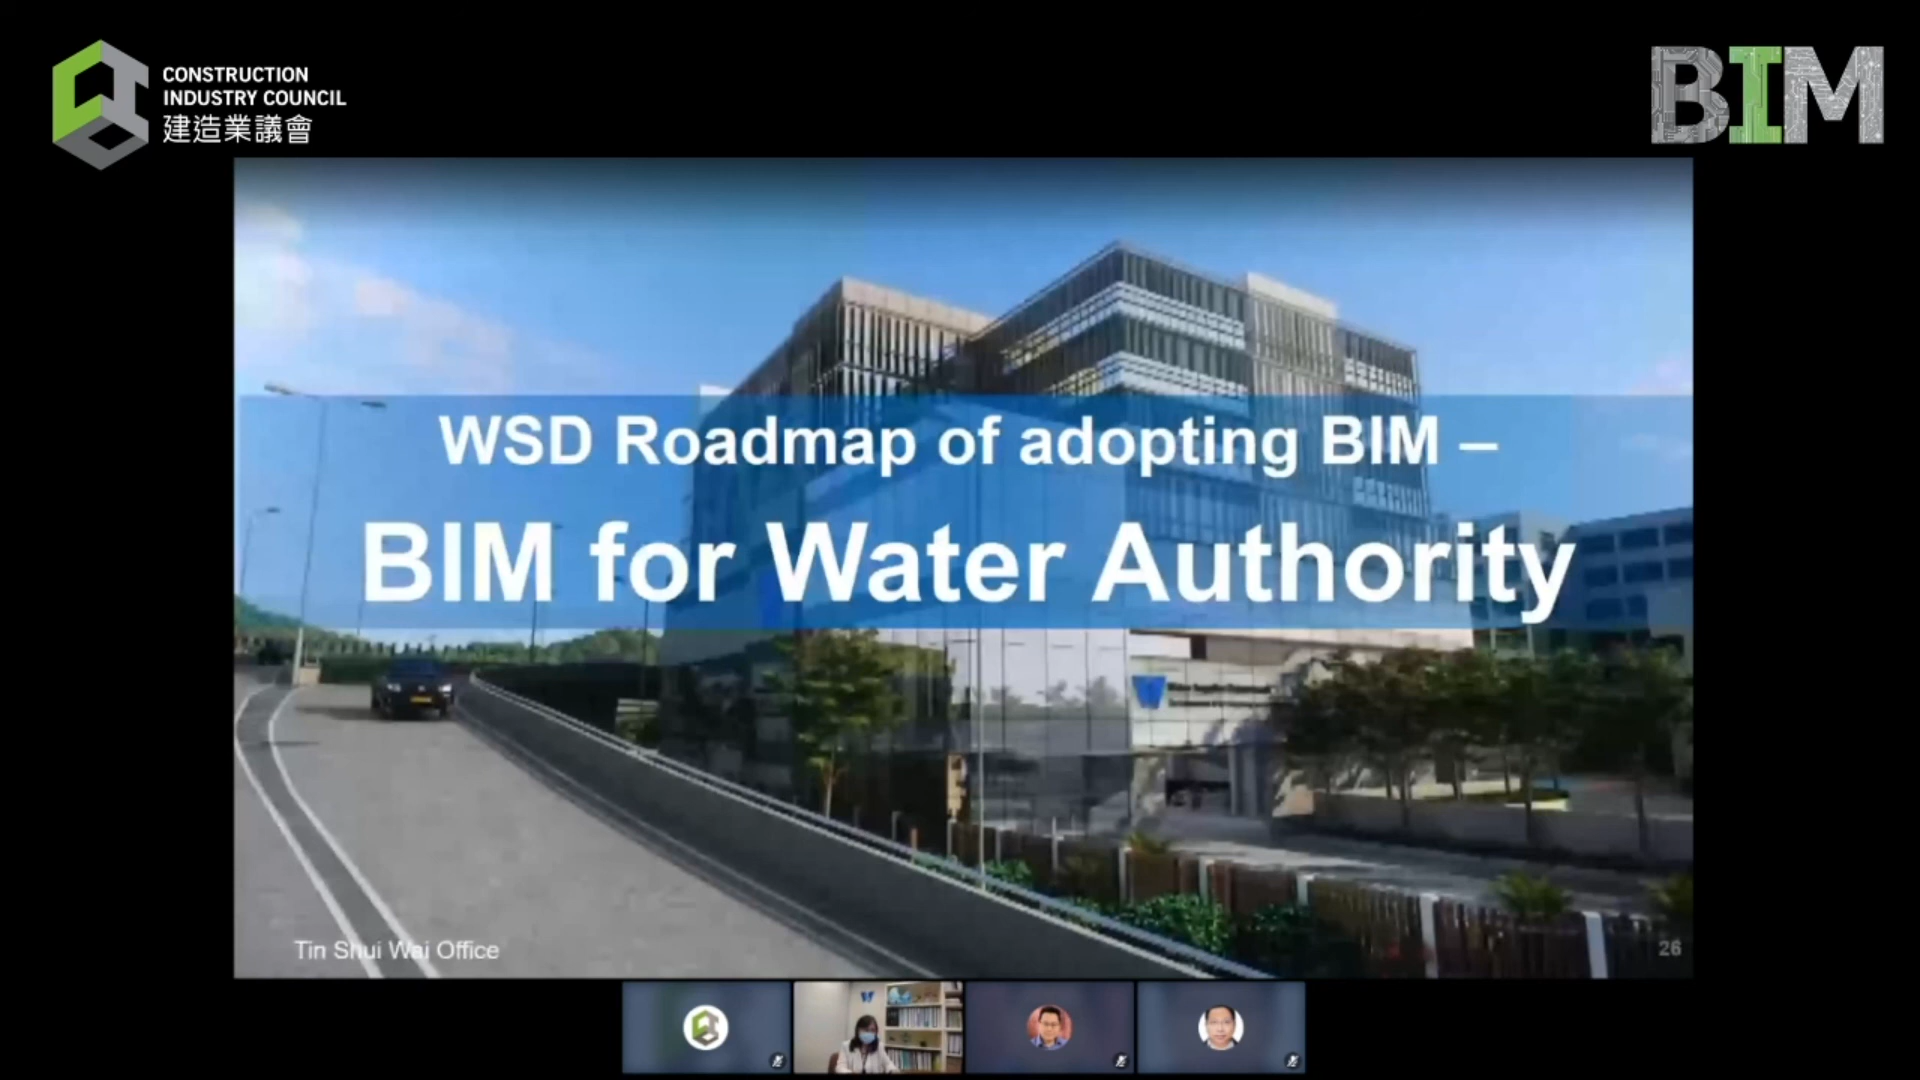 CONSTRUCTION
INDUSTRY COUNCIL
建造業議會
BIM
WSD Roadmap of adopting BIM –
BIM for Water Authority
Tin Shui Wai Office
26